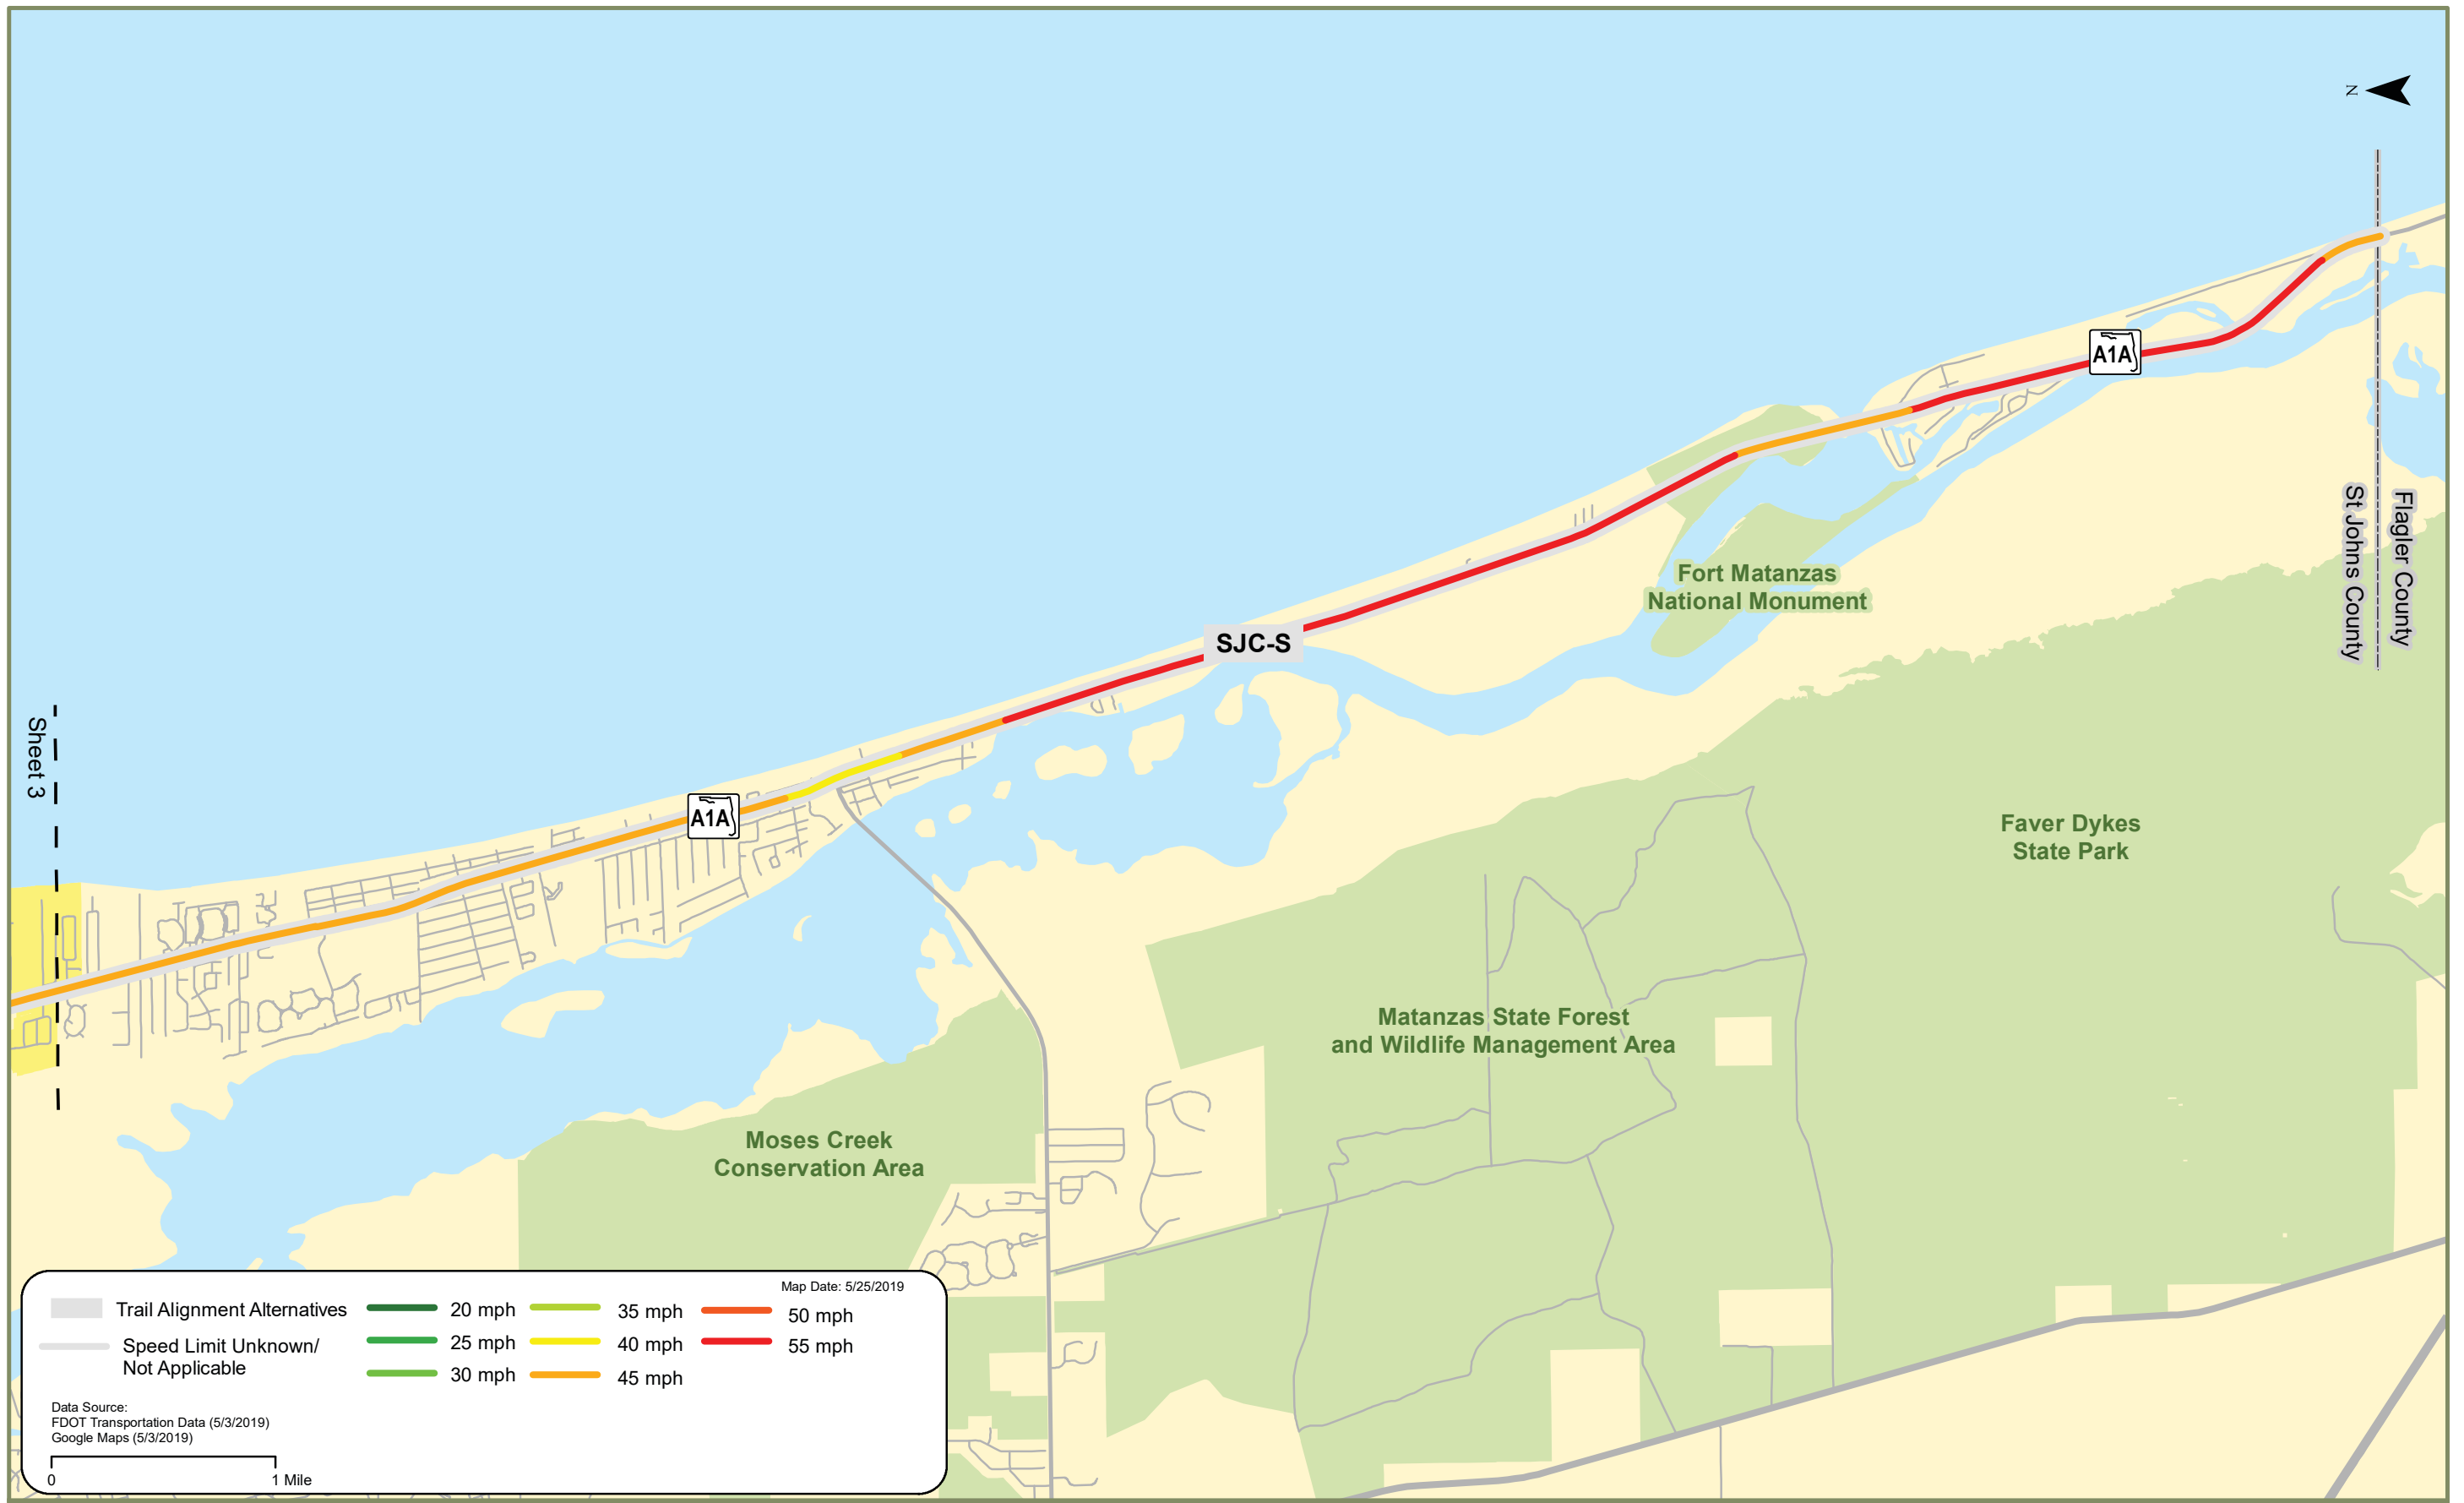 N
A1A
Flagler County
St Johns County
Fort Matanzas
National Monument
SJC-S
Sheet 3
A1A
Faver Dykes
State Park
Matanzas State Forest
and Wildlife Management Area
Moses Creek
Conservation Area
Map Date: 5/25/2019
Trail Alignment Alternatives
Speed Limit Unknown/
Not Applicable
20 mph
25 mph
30 mph
35 mph
40 mph
45 mph
50 mph
55 mph
Data Source:
FDOT Transportation Data (5/3/2019)
Google Maps (5/3/2019)
0
1 Mile